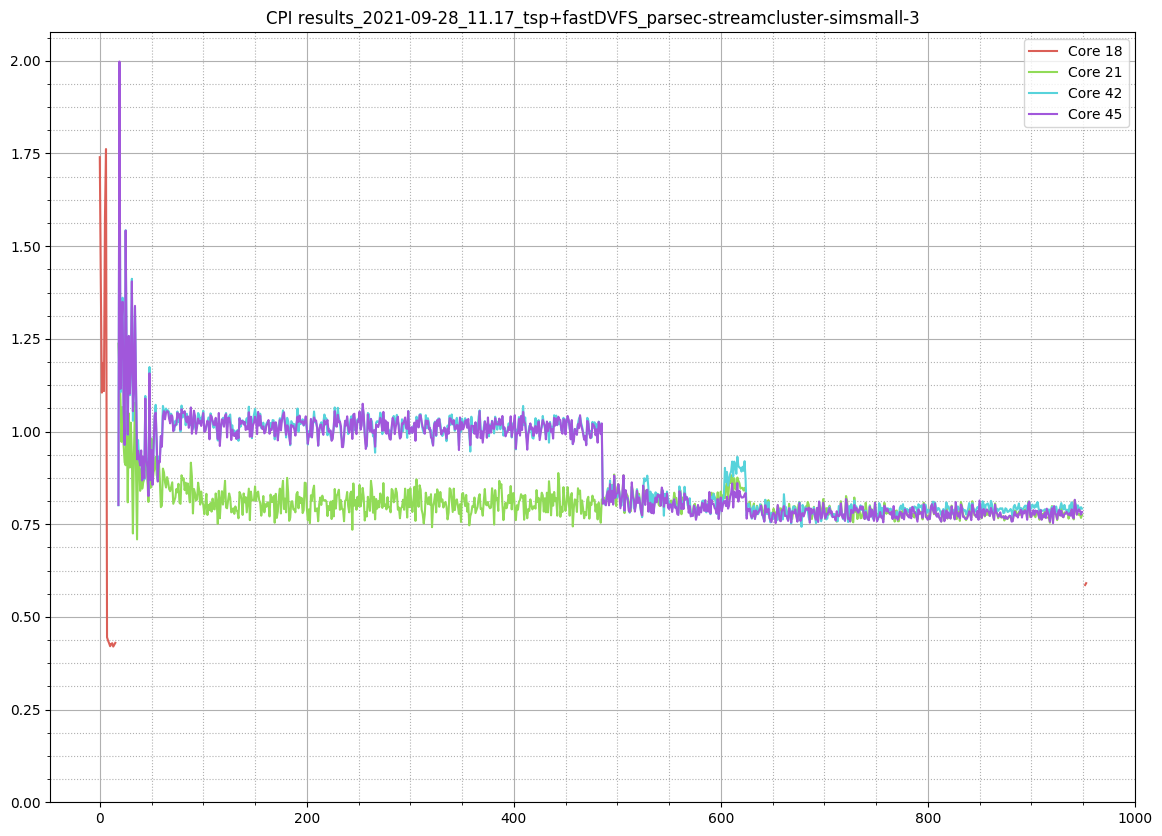 CPI results_2021-09-28_11.17_tsp+fastDVFS_parsec-streamcluster-simsmall-3
Core 18
Core 21
Core 42
Core 45
2.00
1.75
1.50
1.25
1.00
0.75
0.50
0.25
0.00
0 200 400 600 800 1000